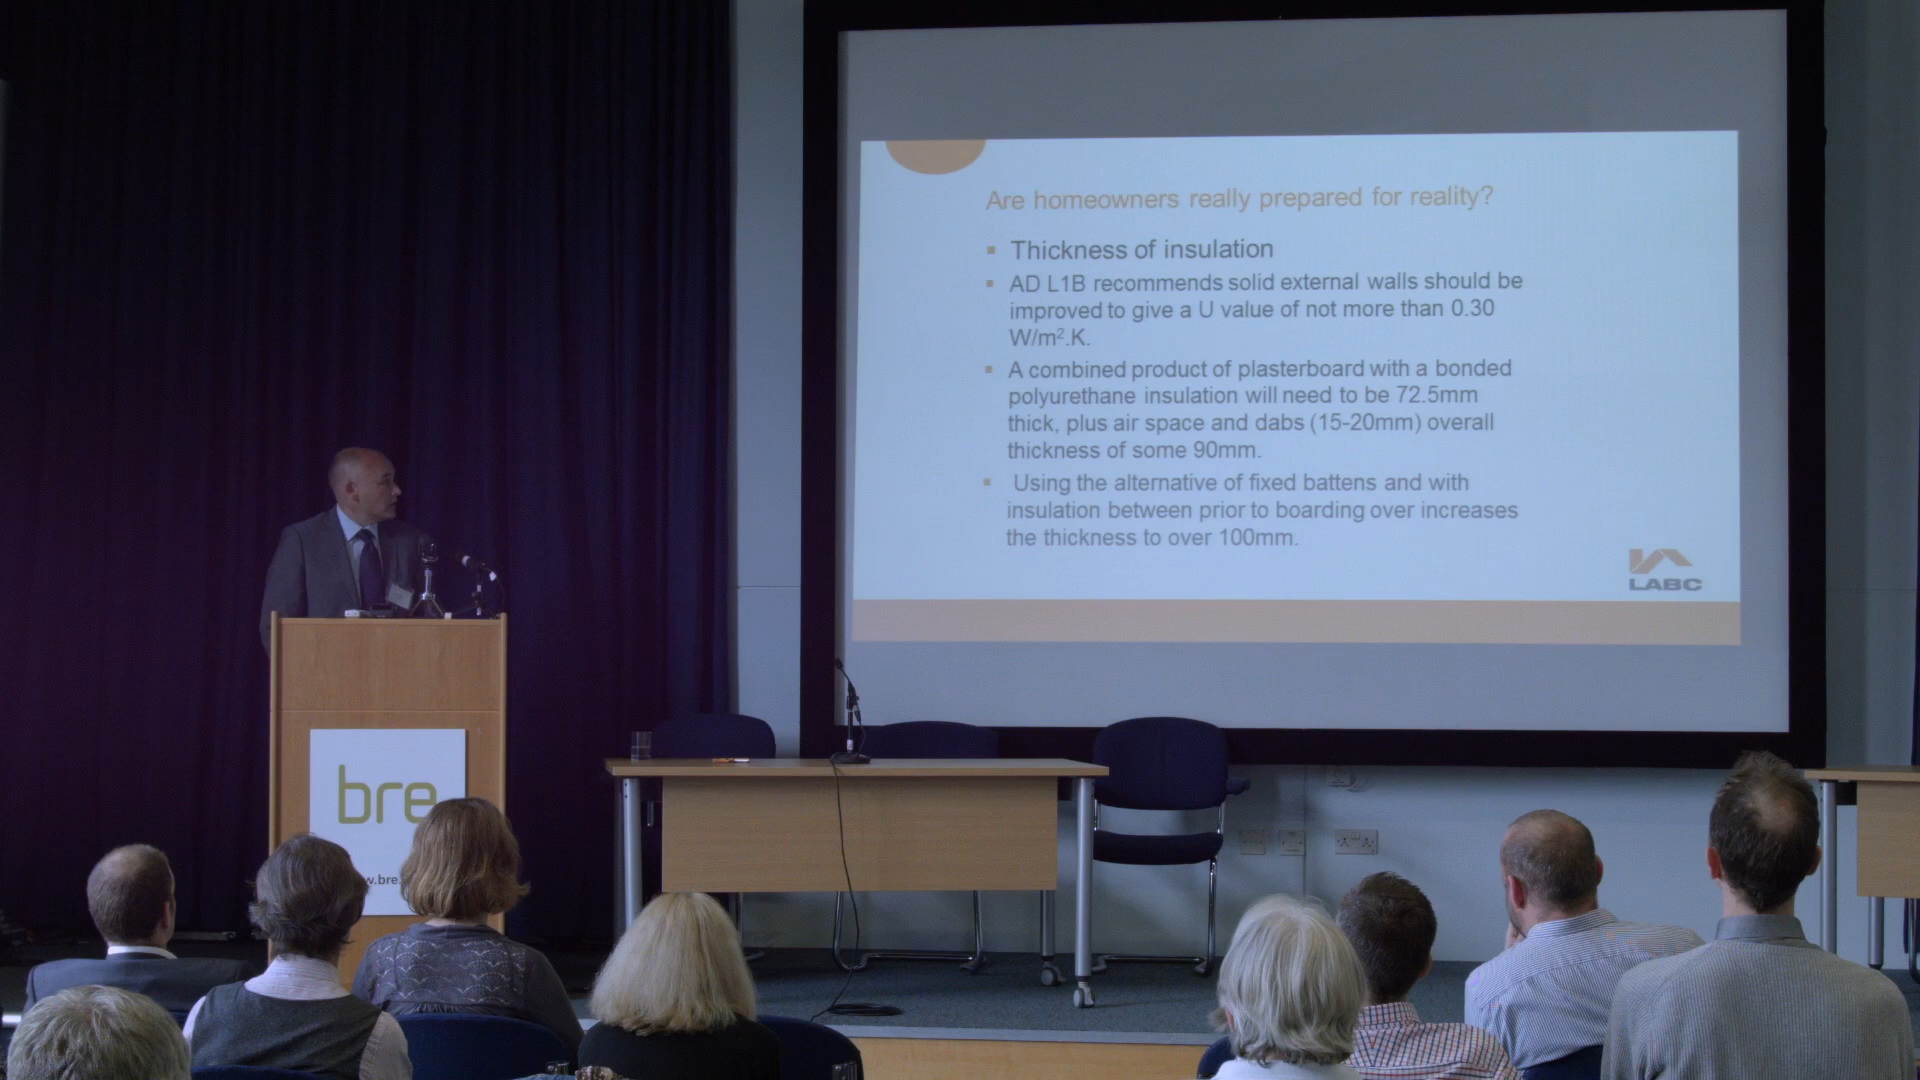 Are homeowners really prepared for reality?
Thickness of insulation
AD L1B recommends solid external walls should be
improved to give a U value of not more than 0.30
W/m².K.
A combined product of plasterboard with a bonded
polyurethane insulation will need to be 72.5mm
thick, plus air space and dabs (15-20mm) overall
thickness of some 90mm.
Using the alternative of fixed battens and with
insulation between prior to boarding over increases
the thickness to over 100mm.
LABC
bre
w.bre.